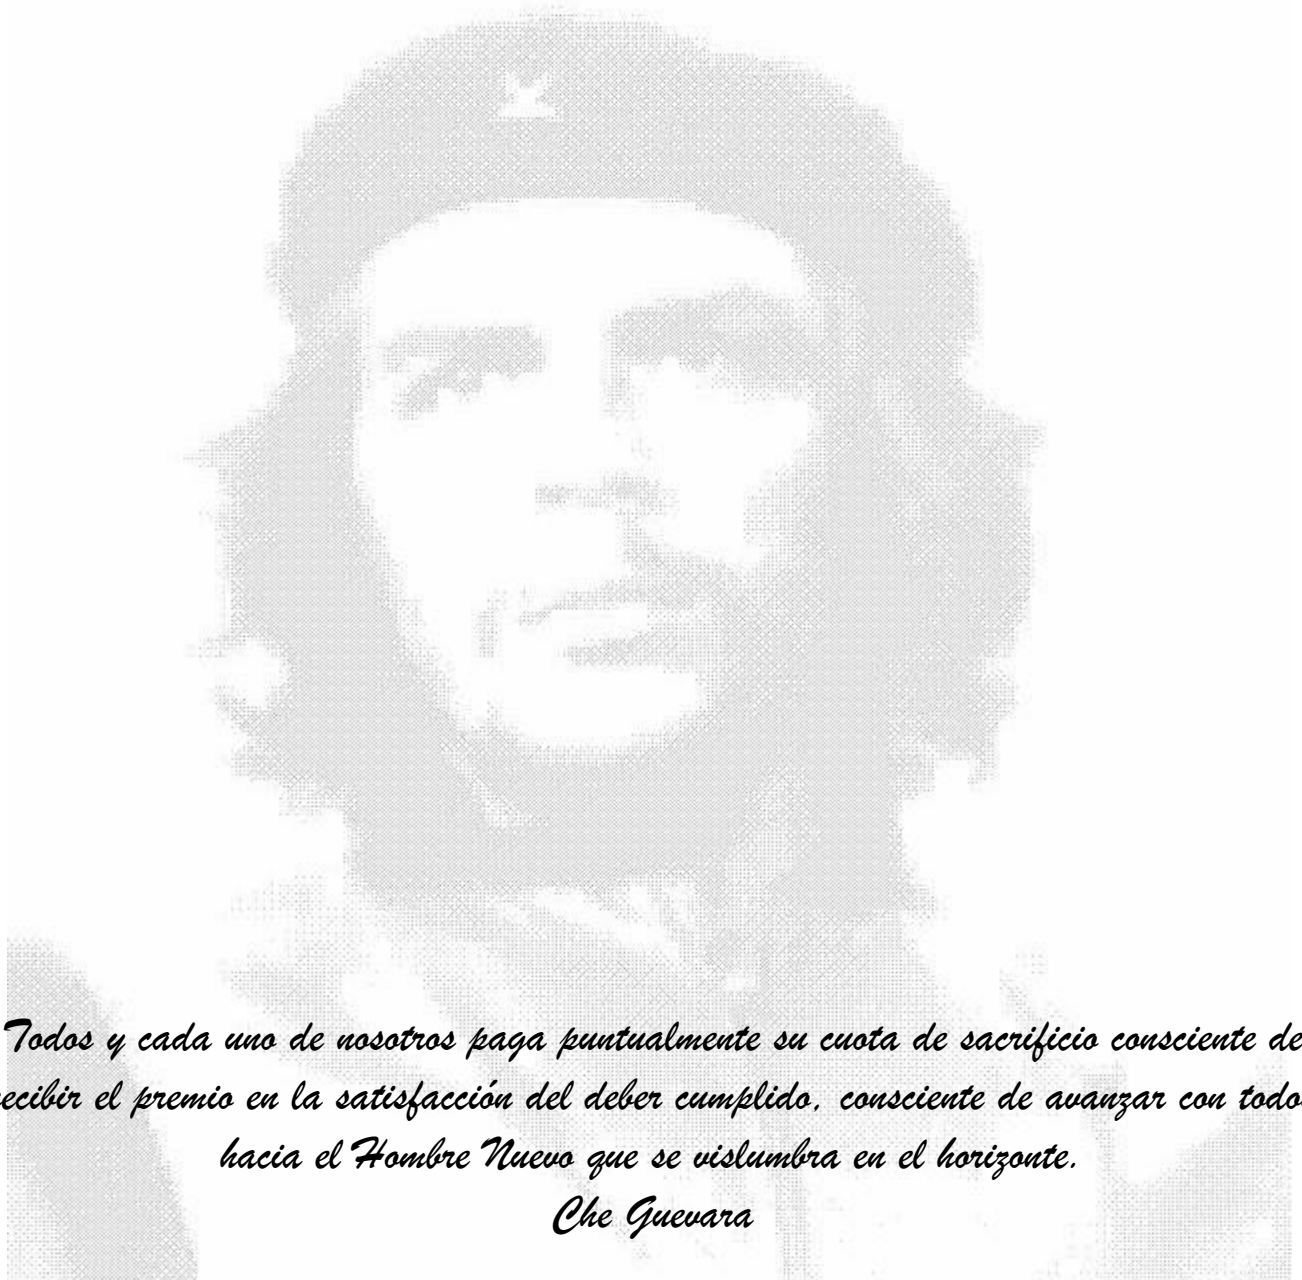 Todos y cada uno de nosotros paga puntualmente su cuota de sacrificio consciente de
ecibir el premio en la satisfacción del deber cumplido, consciente de avanzar con todo
hacia el Hombre Nuevo que se vislumbra en el horizonte.
Che Guevara